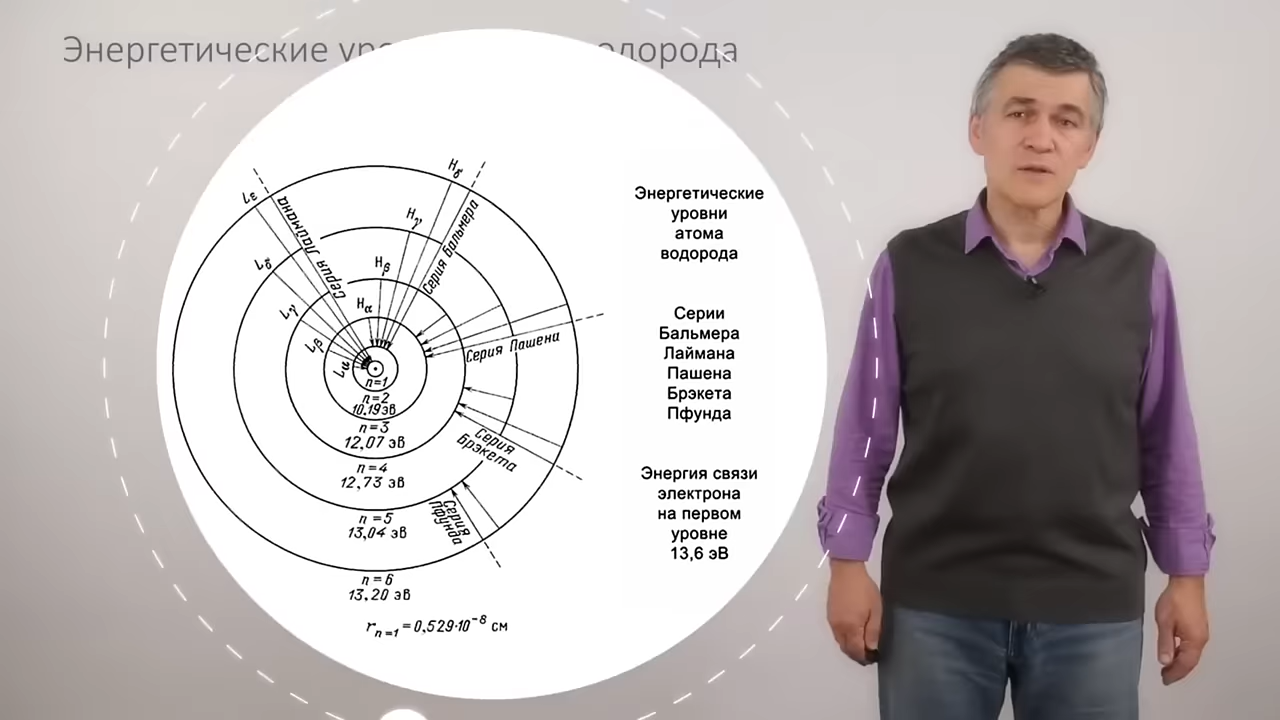 Энергетические уро одорода
Lε
Серия Лаймана
Hδ
Lδ
Hγ
Серия Бальмера
Lγ
Hβ
Lβ
Hα
Lα
Серия Пашена
n=1
n=2
10,19 эв
n=3
12,07 эв
n=4
12,73 эв
n=5
13,04 эв
n=6
13,20 эв
Серия
Брэкета
Серия
Пфунда
rn=1=0,529·10⁻⁸ см
Энергетические
уровни
атома
водорода
Серии
Бальмера
Лаймана
Пашена
Брэкета
Пфунда
Энергия связи
электрона
на первом
уровне
13,6 эВ